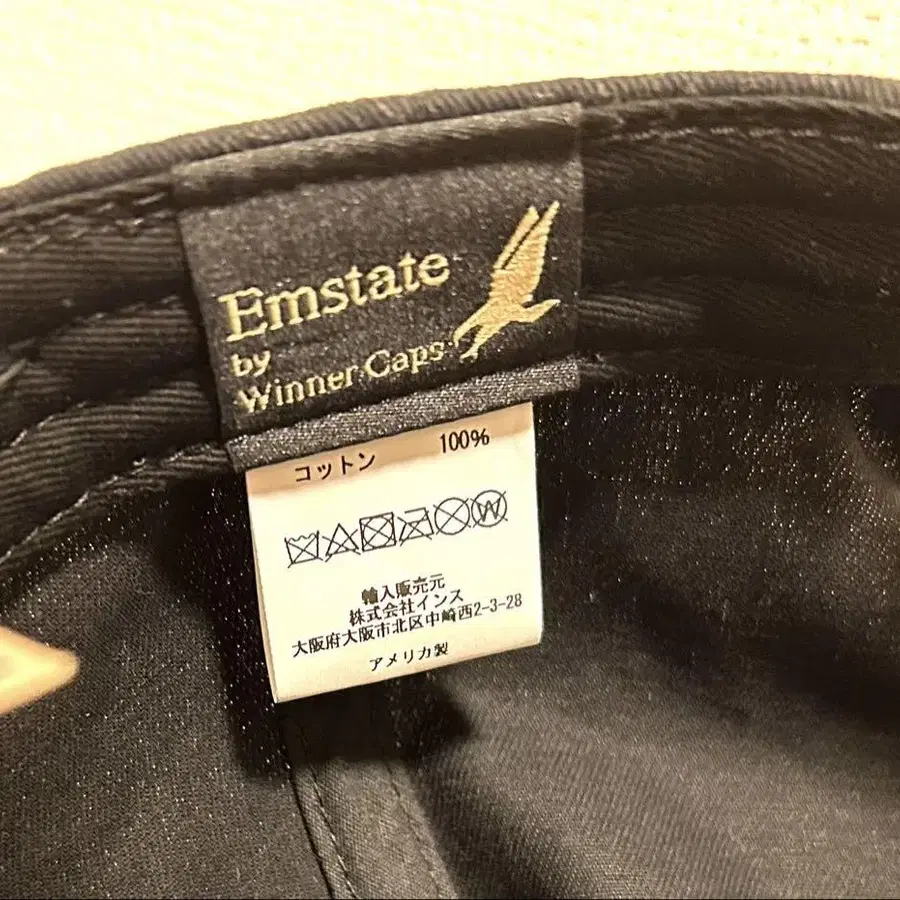 Emstate
by
Winner Caps
コットン 100%
W
輸入販売元
株式会社インス
大阪府大阪市北区中崎西2-3-28
アメリカ製